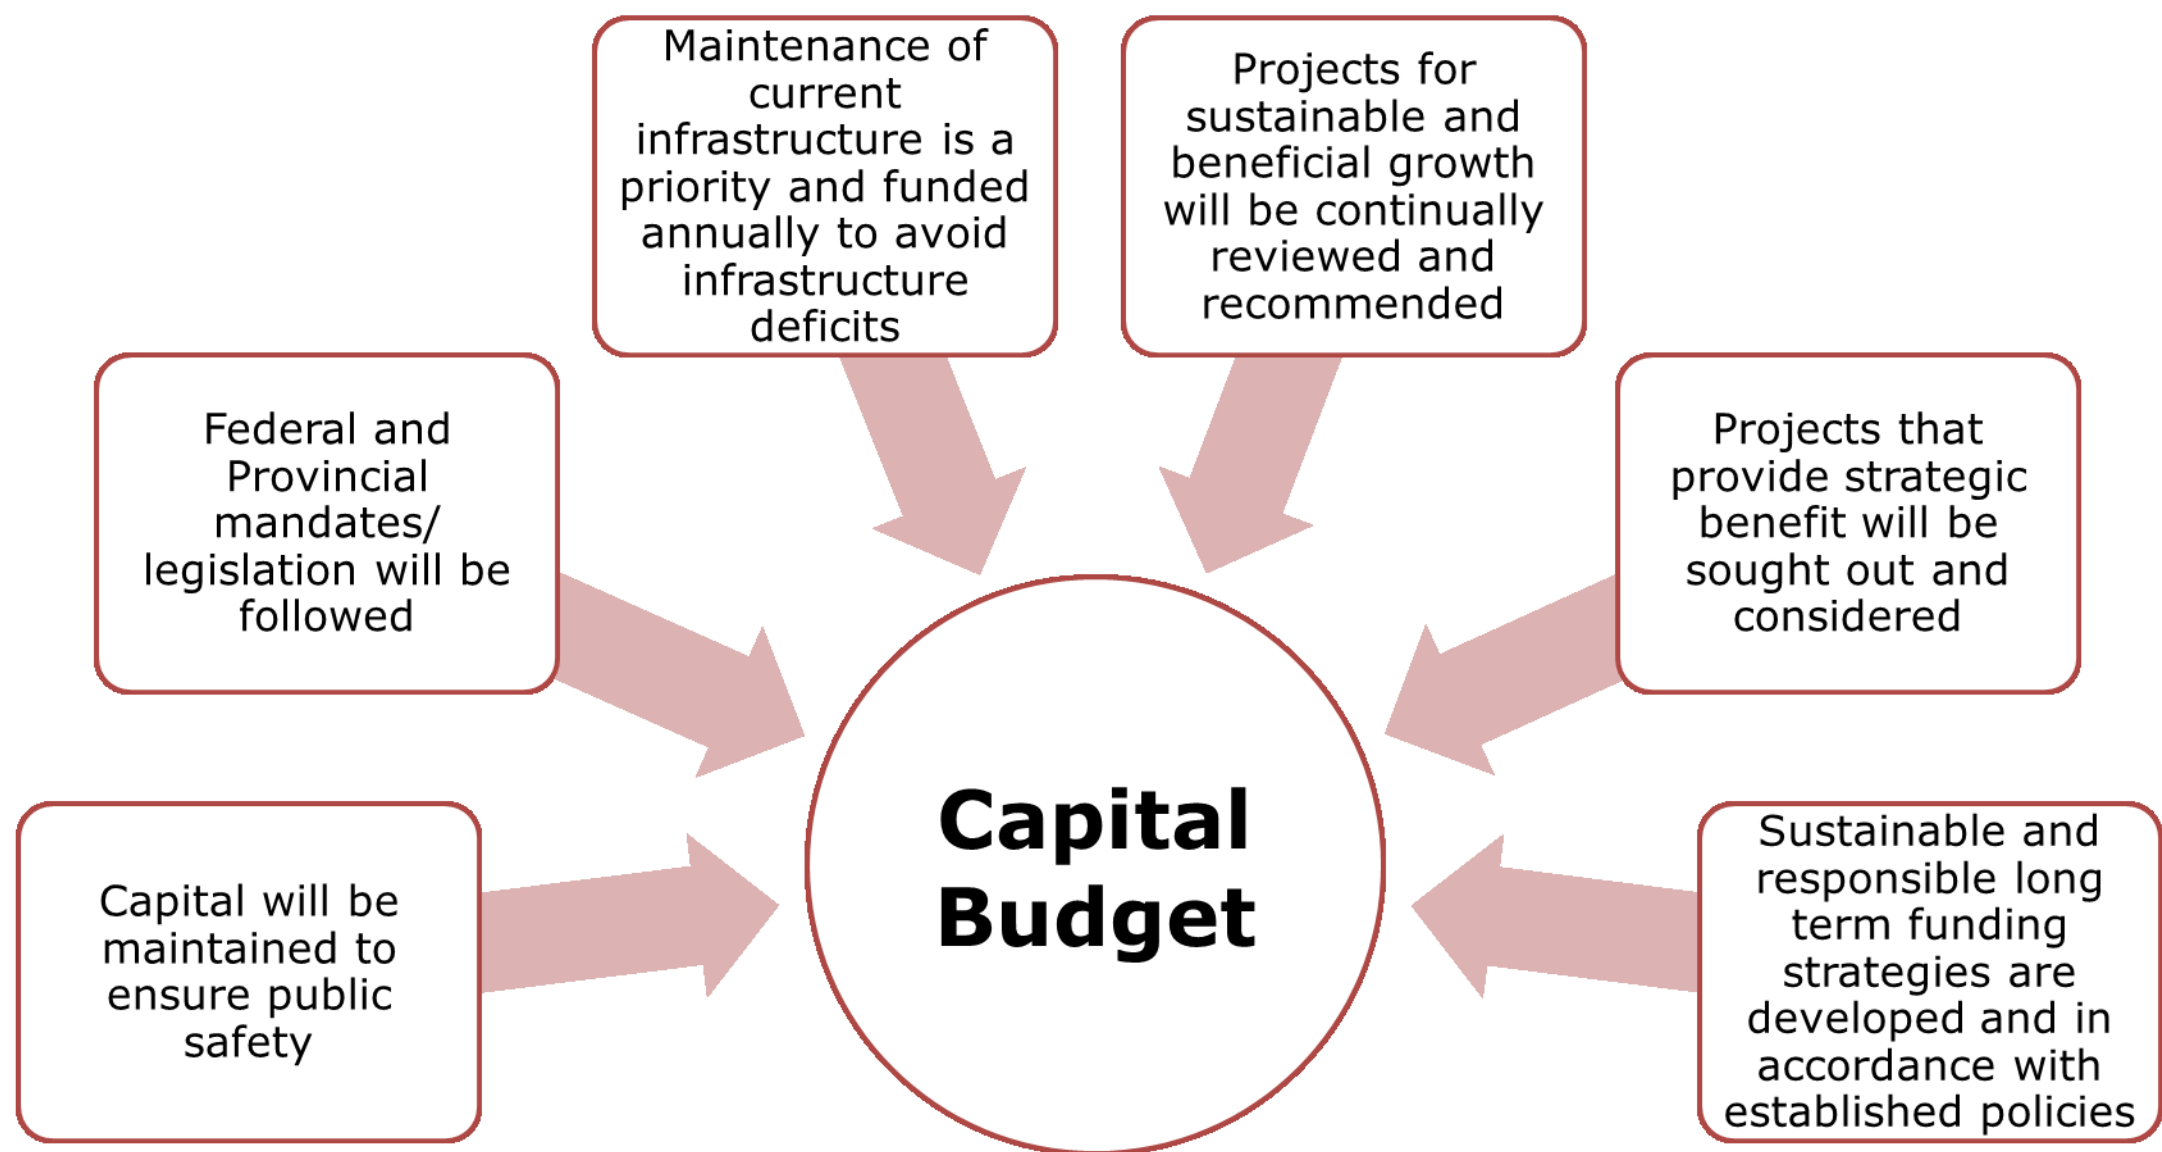 Maintenance of
current
infrastructure is a
priority and funded
annually to avoid
infrastructure
deficits
Projects for
sustainable and
beneficial growth
will be continually
reviewed and
recommended
Federal and
Provincial
mandates/
legislation will be
followed
Projects that
provide strategic
benefit will be
sought out and
considered
Capital will be
maintained to
ensure public
safety
Capital
Budget
Sustainable and
responsible long
term funding
strategies are
developed and in
accordance with
established policies